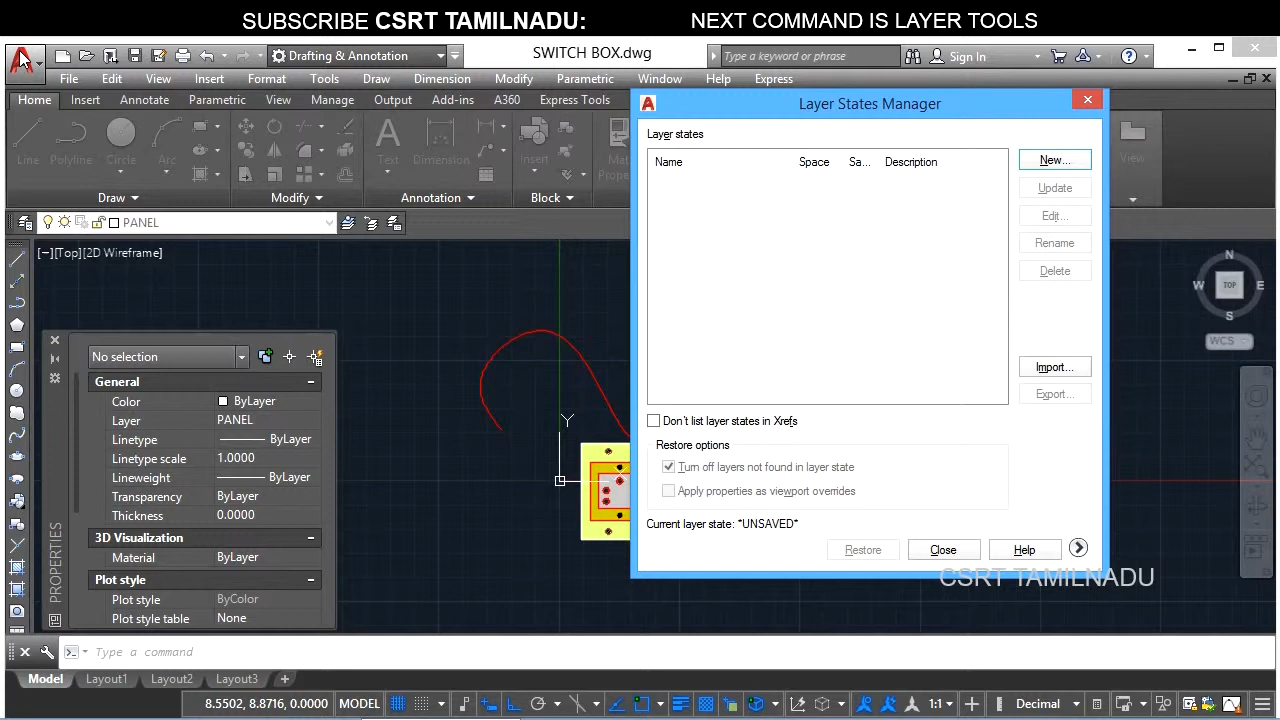 SUBSCRIBE CSRT TAMILNADU: NEXT COMMAND IS LAYER TOOLS
Drafting & Annotation SWITCH BOX.dwg Type a keyword or phrase Sign In
File Edit View Insert Format Tools Draw Dimension Modify Parametric Window Help Express
Home Insert Annotate Parametric View Manage Output Add-ins A360 Express Tools
Layer States Manager
Line Polyline Circle Arc Text Dimension Insert View
Draw Modify Annotation Block
PANEL
[−][Top][2D Wireframe]
Layer states
Name Space Sa... Description
New...
Update
Edit...
Rename
Delete
Import...
Export...
Don't list layer states in Xrefs
Restore options
Turn off layers not found in layer state
Apply properties as viewport overrides
Current layer state: *UNSAVED*
Restore Close Help
CSRT TAMILNADU
N
W TOP E
S
WCS
Y
No selection
General
Color ByLayer
Layer PANEL
Linetype ByLayer
Linetype scale 1.0000
Lineweight ByLayer
Transparency ByLayer
Thickness 0.0000
3D Visualization
Material ByLayer
Plot style
Plot style ByColor
Plot style table None
PROPERTIES
Type a command
Model Layout1 Layout2 Layout3
8.5502, 8.8716, 0.0000 MODEL 1:1 Decimal